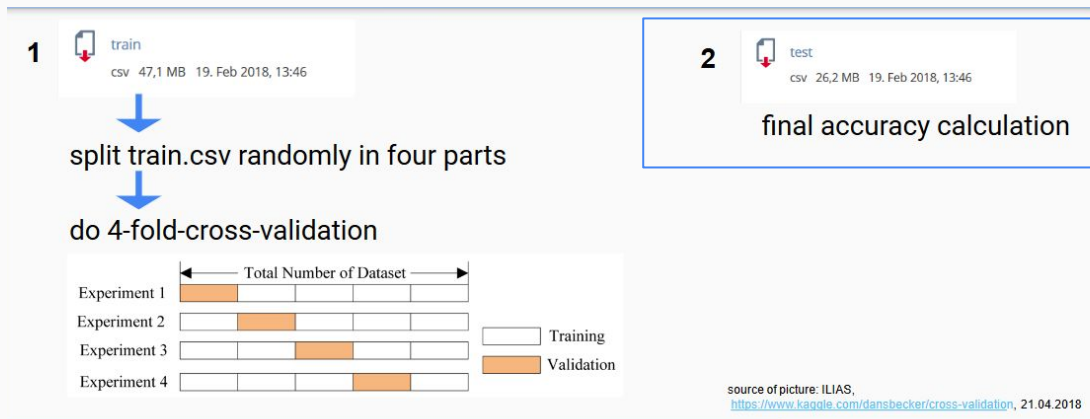 1
train
csv 47,1 MB 19. Feb 2018, 13:46
split train.csv randomly in four parts
do 4-fold-cross-validation
Total Number of Dataset
Experiment 1
Experiment 2
Experiment 3
Experiment 4
Training
Validation
2
test
csv 26,2 MB 19. Feb 2018, 13:46
final accuracy calculation
source of picture: ILIAS,
https://www.kaggle.com/dansbecker/cross-validation, 21.04.2018